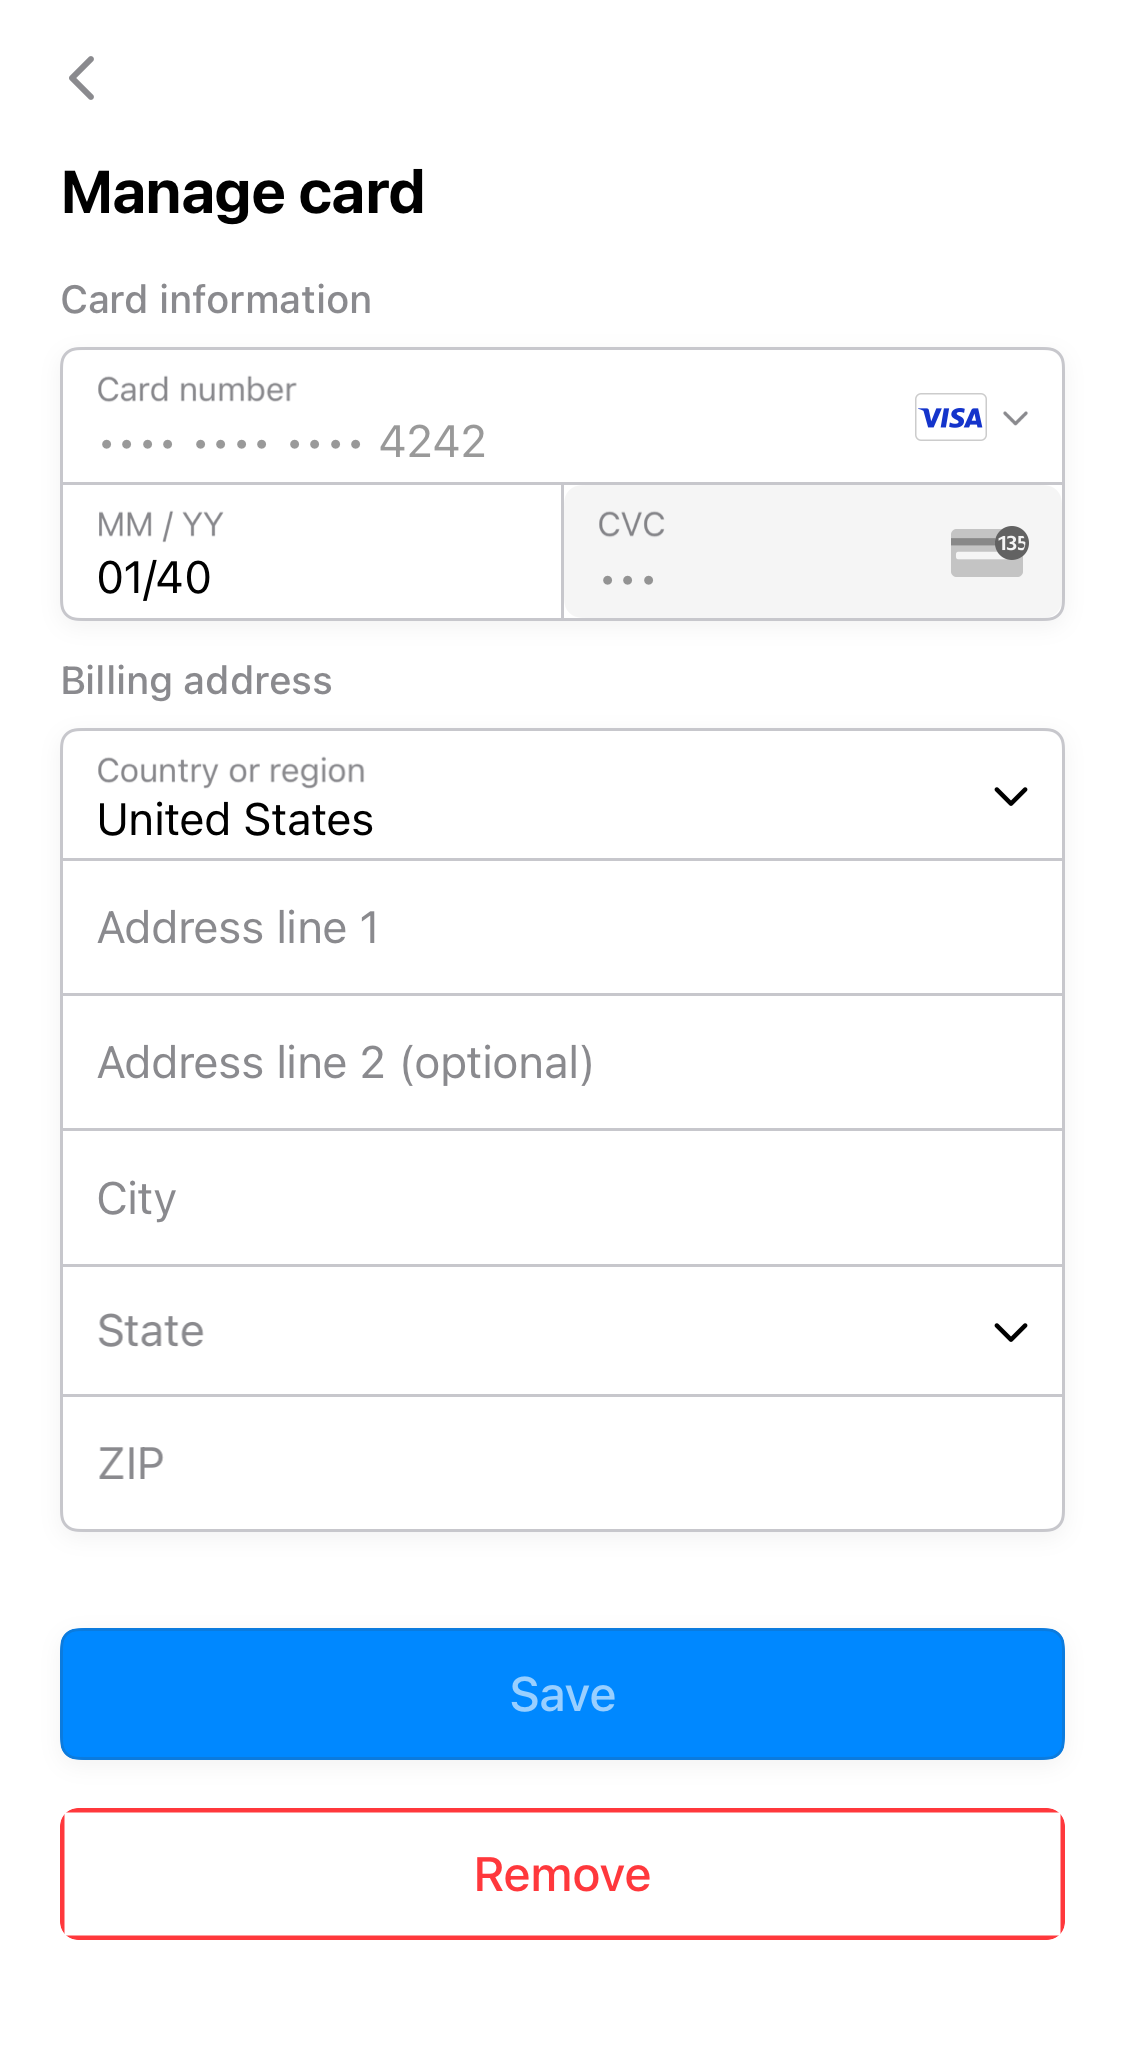 Manage card
Card information
Card number
•••• •••• •••• 4242
VISA
MM / YY
01/40
CVC
•••
135
Billing address
Country or region
United States
Address line 1
Address line 2 (optional)
City
State
ZIP
Save
Remove